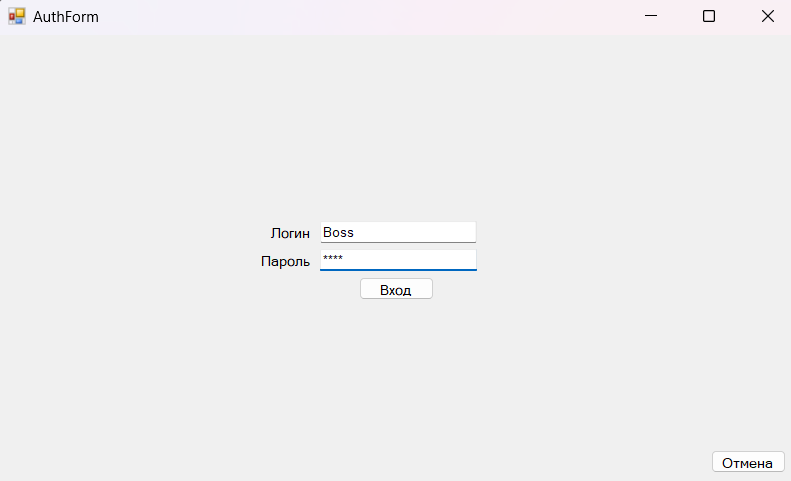 AuthForm
Логин Boss
Пароль ****
Вход
Отмена